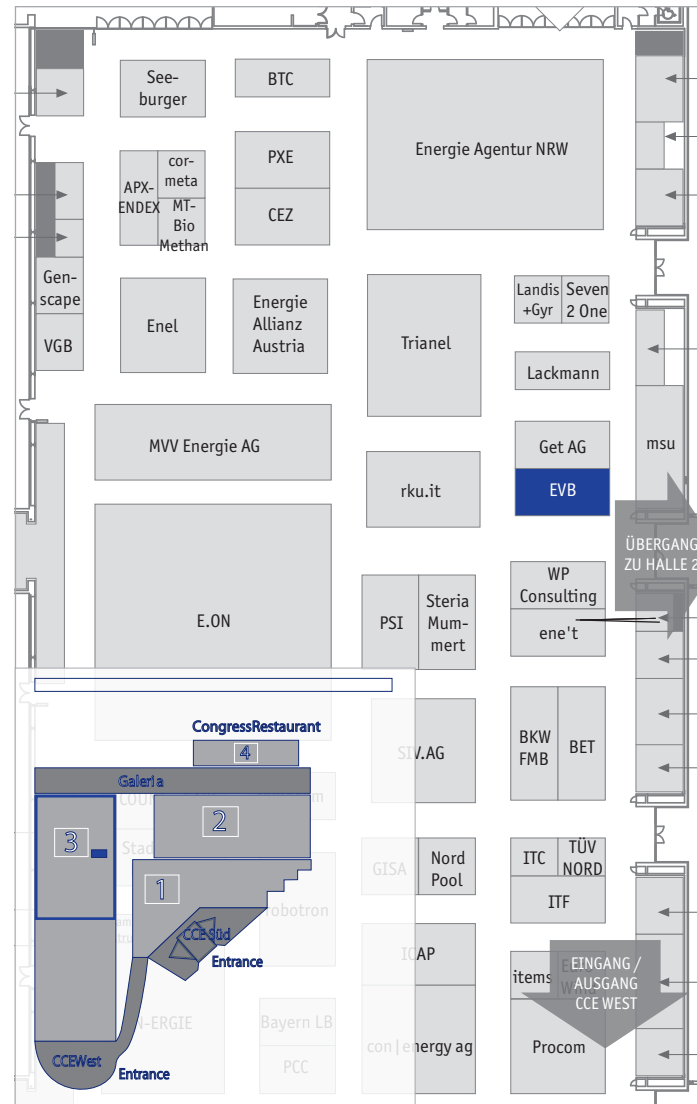 See-
burger
BTC
Energie Agentur NRW
APX-
ENDEX
cor-
meta
MT-
Bio
Methan
PXE
CEZ
Gen-
scape
VGB
Enel
Energie
Allianz
Austria
Trianel
Landis
+Gyr
Seven
2 One
Lackmann
MVV Energie AG
rku.it
Get AG
EVB
msu
ÜBERGANG
ZU HALLE 2
E.ON
PSI
Steria
Mum-
mert
WP
Consulting
ene't
CongressRestaurant
4
Galeria
3
2
1
CCE Süd
Entrance
CCEWest
Entrance
SIV.AG
BKW
FMB
BET
Stad
GISA
Nord
Pool
ITC
TÜV
NORD
ITF
robotron
ICAP
items
EINGANG /
AUSGANG
CCE WEST
N-ERGIE
Bayern LB
PCC
con|energy ag
Procom